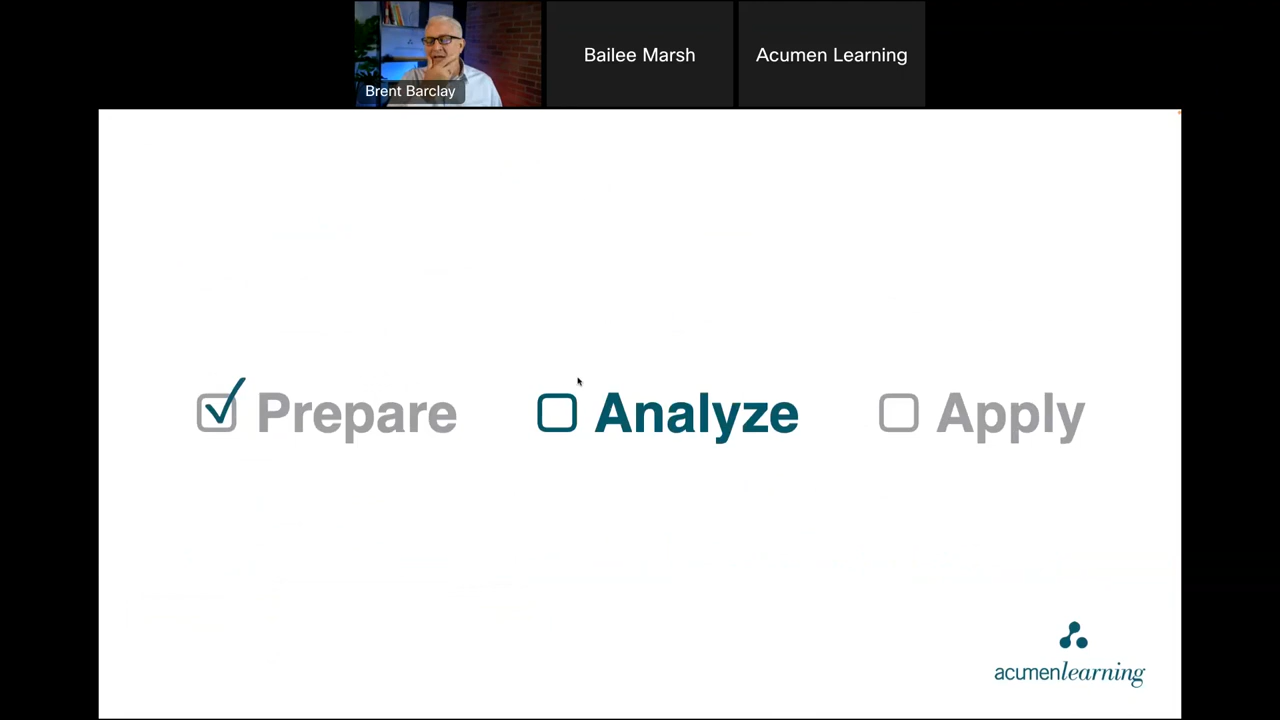 Brent Barclay
Bailee Marsh
Acumen Learning
Prepare
Analyze
Apply
acumenlearning